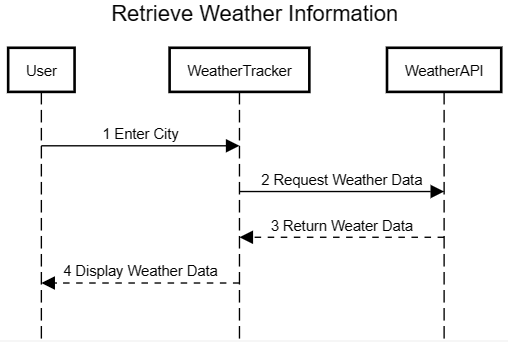 Retrieve Weather Information
User
WeatherTracker
WeatherAPI
1 Enter City
2 Request Weather Data
3 Return Weater Data
4 Display Weather Data